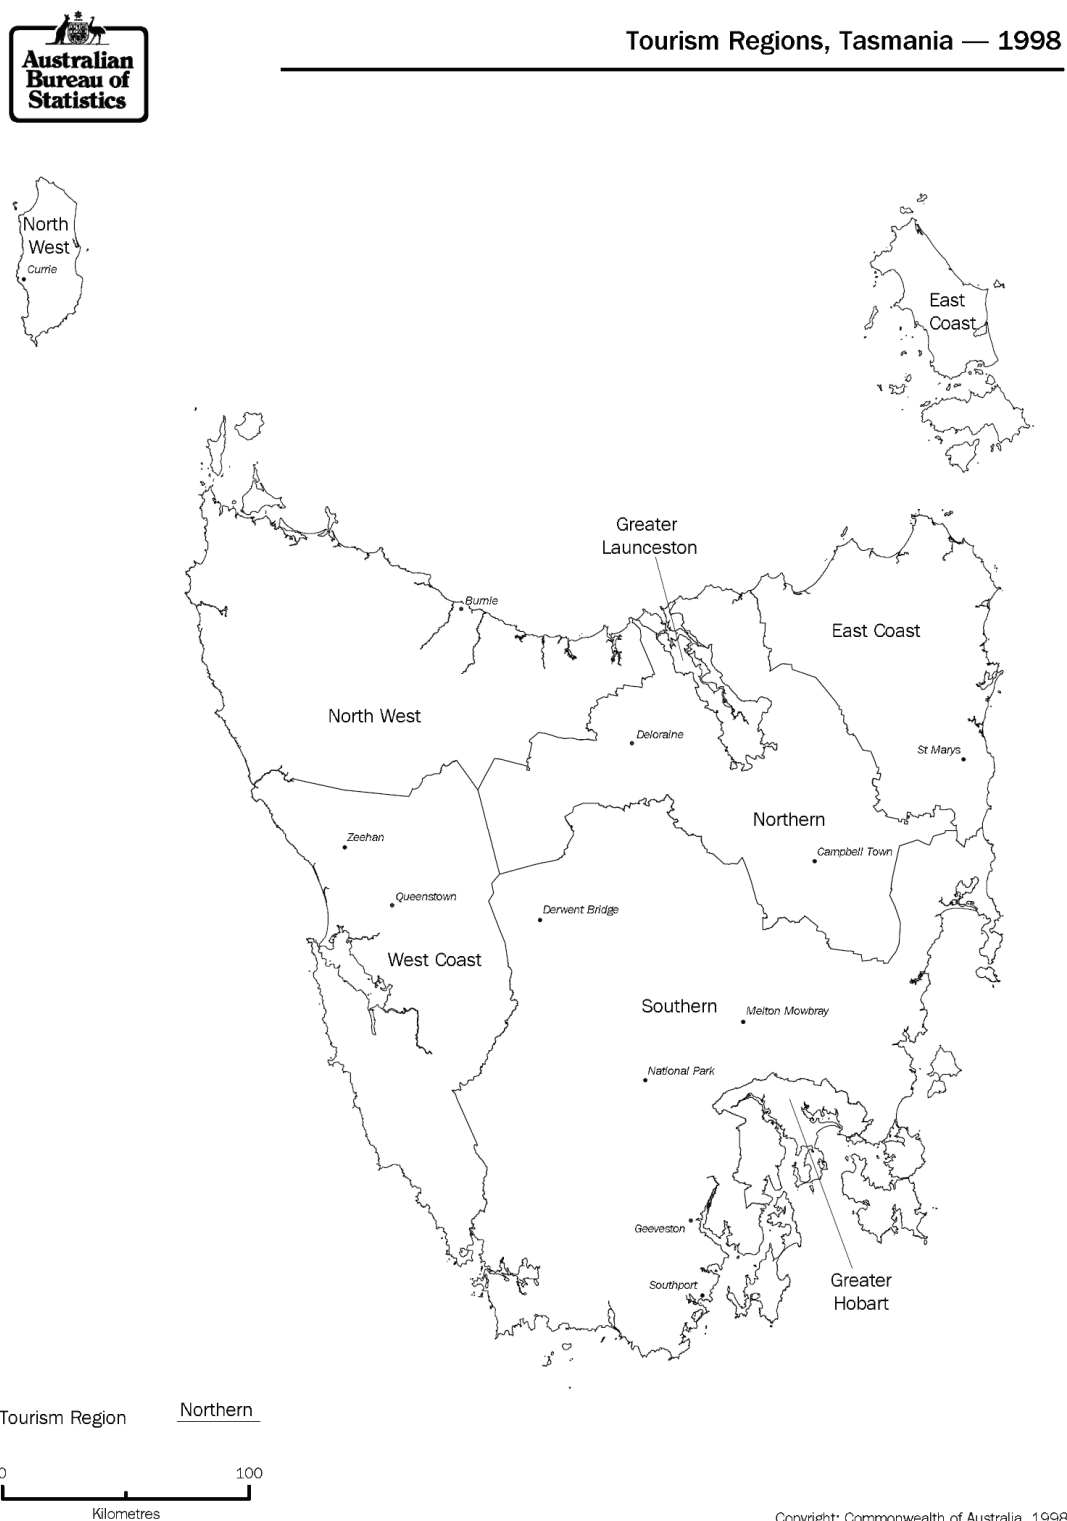 Australian
Bureau of
Statistics
Tourism Regions, Tasmania — 1998
North
West
Currie
East
Coast
Greater
Launceston
Burnie
East Coast
North West
Deloraine
St Marys
Northern
Zeehan
Campbell Town
Queenstown
Derwent Bridge
West Coast
Southern
Melton Mowbray
National Park
Geeveston
Southport
Greater
Hobart
Tourism Region
Northern
0 100
Kilometres
Copyright: Commonwealth of Australia, 1998